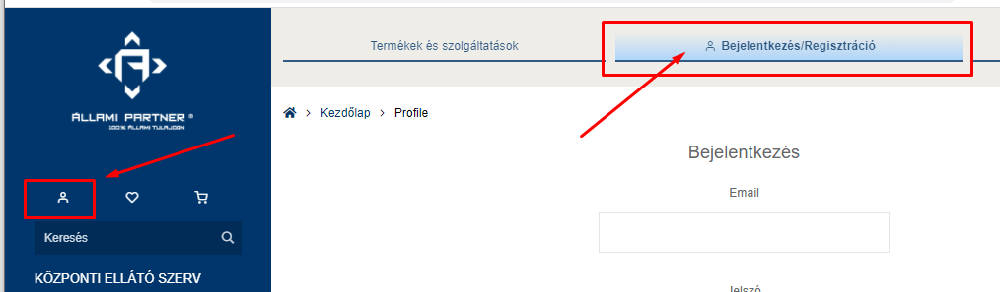 ÁLLAMI PARTNER®
100% ÁLLAMI TULAJDON
Keresés
KÖZPONTI ELLÁTÓ SZERV
Termékek és szolgáltatások
Bejelentkezés/Regisztráció
Kezdőlap > Profile
Bejelentkezés
Email
Jelszó